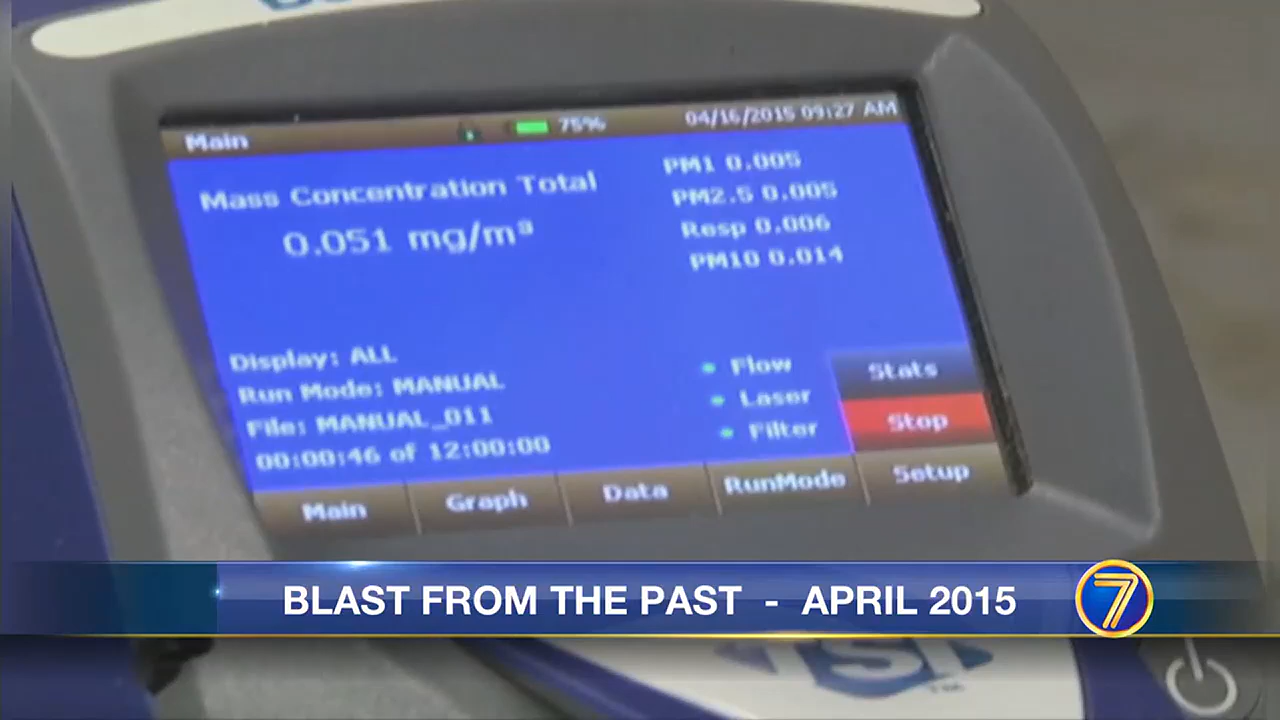 Main 75% 04/16/2015 09:27 AM
Mass Concentration Total
0.051 mg/m³
PM1 0.005
PM2.5 0.005
Resp 0.006
PM10 0.014
Display: ALL
Run Mode: MANUAL
File: MANUAL_011
00:00:46 of 12:00:00
Flow
Laser
Filter
Stats
Stop
Main Graph Data RunMode Setup
BLAST FROM THE PAST - APRIL 2015 7
TSI